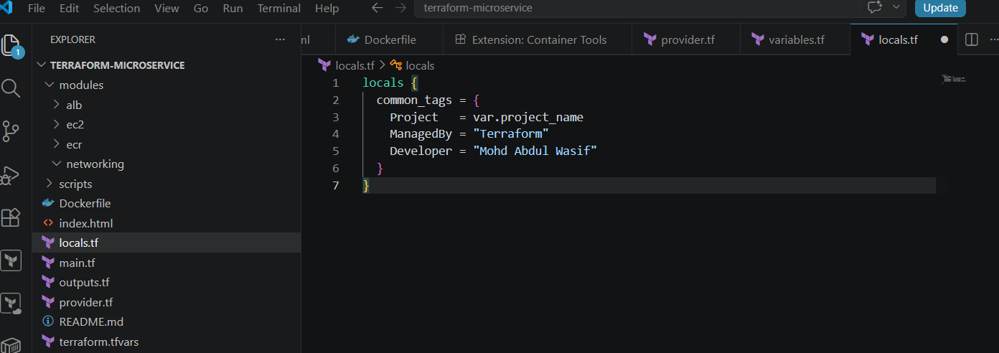 File Edit Selection View Go Run Terminal Help terraform-microservice Update
EXPLORER ···
ml Dockerfile Extension: Container Tools provider.tf variables.tf locals.tf ···
1
TERRAFORM-MICROSERVICE
modules
alb
ec2
ecr
networking
scripts
Dockerfile
index.html
locals.tf
main.tf
outputs.tf
provider.tf
README.md
terraform.tfvars
locals.tf > locals
1 locals {
2 common_tags = {
3 Project = var.project_name
4 ManagedBy = "Terraform"
5 Developer = "Mohd Abdul Wasif"
6 }
7 }